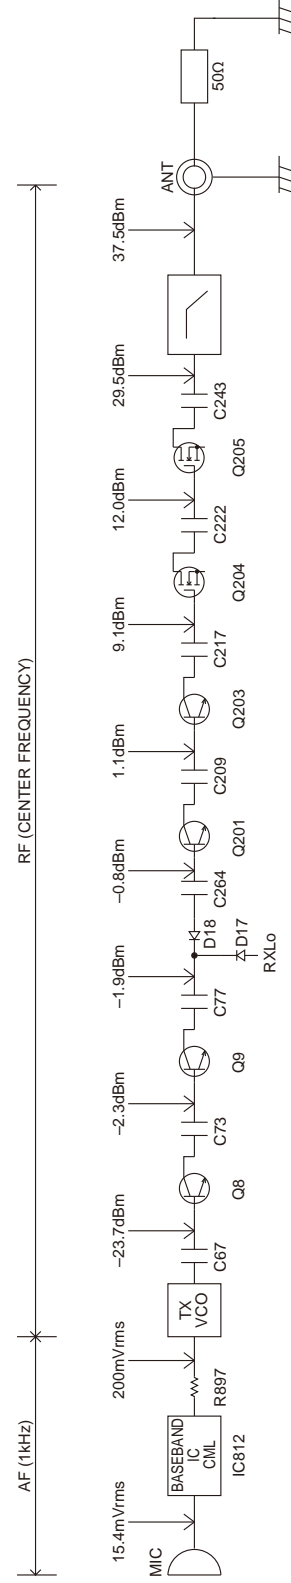 AF (1kHz)
RF (CENTER FREQUENCY)
15.4mVrms
200mVrms
–23.7dBm
–2.3dBm
–1.9dBm
–0.8dBm
1.1dBm
9.1dBm
12.0dBm
29.5dBm
37.5dBm
MIC
BASEBAND
IC
CML
IC812
R897
TX
VCO
C67
Q8
C73
Q9
C77
D18
D17
RXLo
C264
Q201
C209
Q203
C217
Q204
C222
Q205
C243
ANT
50Ω